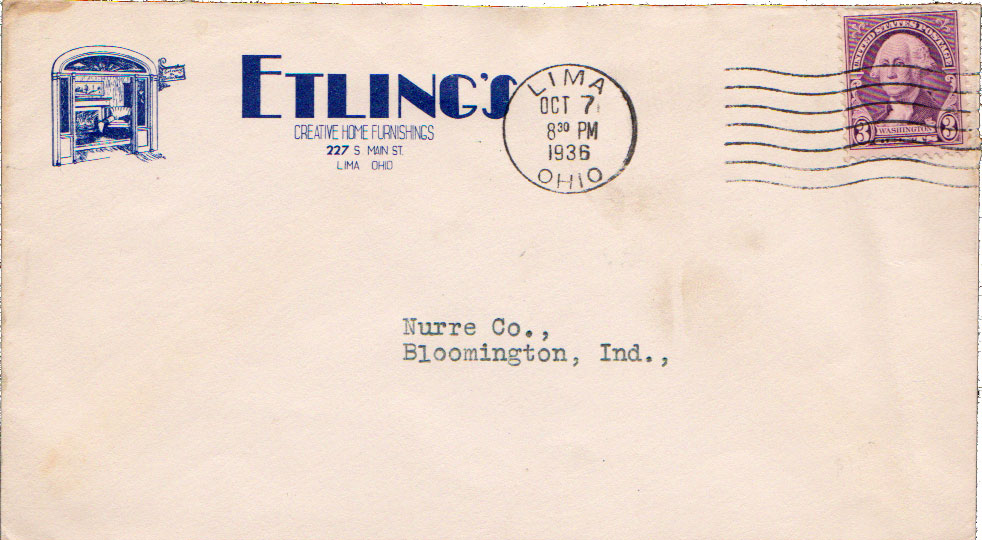 ETLING'S
CREATIVE HOME FURNISHINGS
227 S. MAIN ST.
LIMA OHIO
LIMA
OCT 7
8 30 PM
1936
OHIO
UNITED STATES POSTAGE
WASHINGTON
3 3
Nurre Co.,
Bloomington, Ind.,